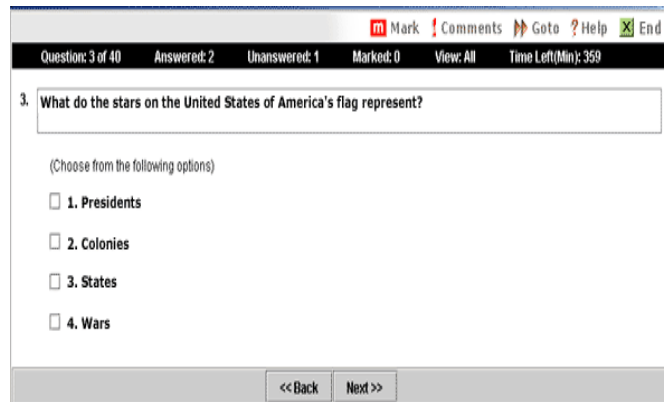 m Mark ! Comments Goto ? Help X End
Question: 3 of 40 Answered: 2 Unanswered: 1 Marked: 0 View: All Time Left(Min): 359
3. What do the stars on the United States of America's flag represent?
(Choose from the following options)
1. Presidents
2. Colonies
3. States
4. Wars
<< Back Next >>